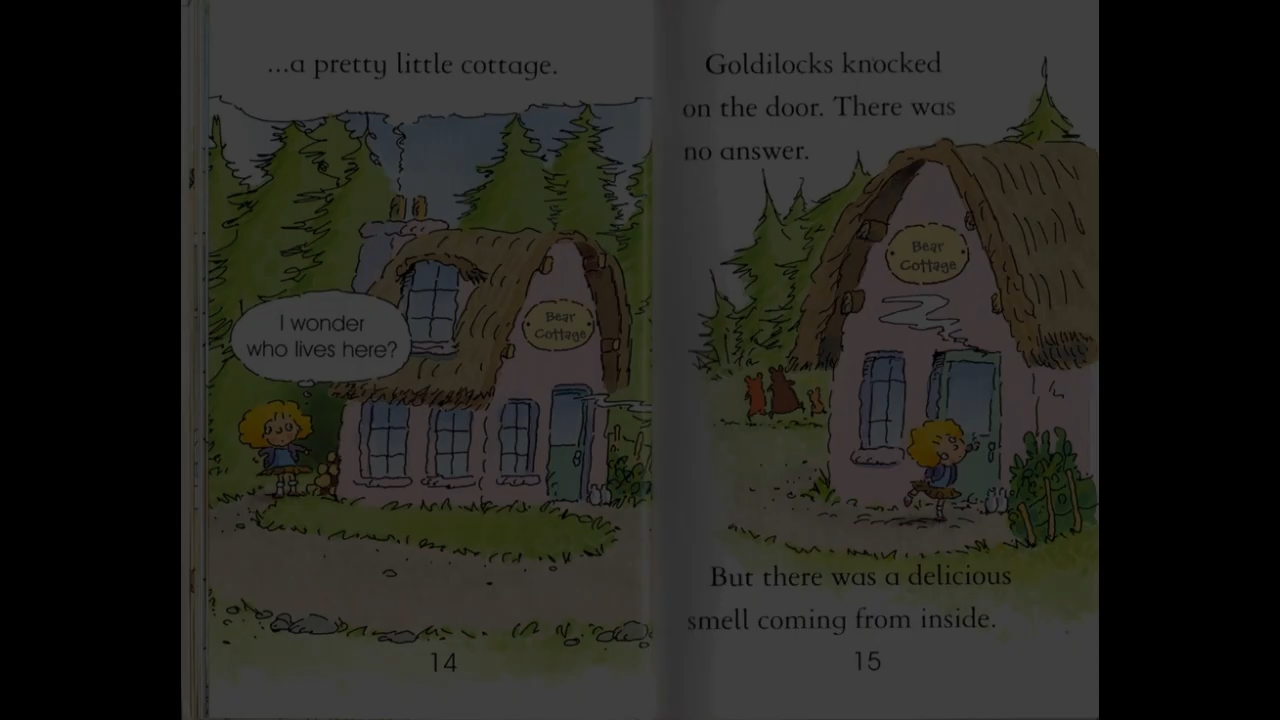 ...a pretty little cottage.
I wonder
who lives here?
Bear
Cottage
14
Goldilocks knocked
on the door. There was
no answer.
Bear
Cottage
But there was a delicious
smell coming from inside.
15